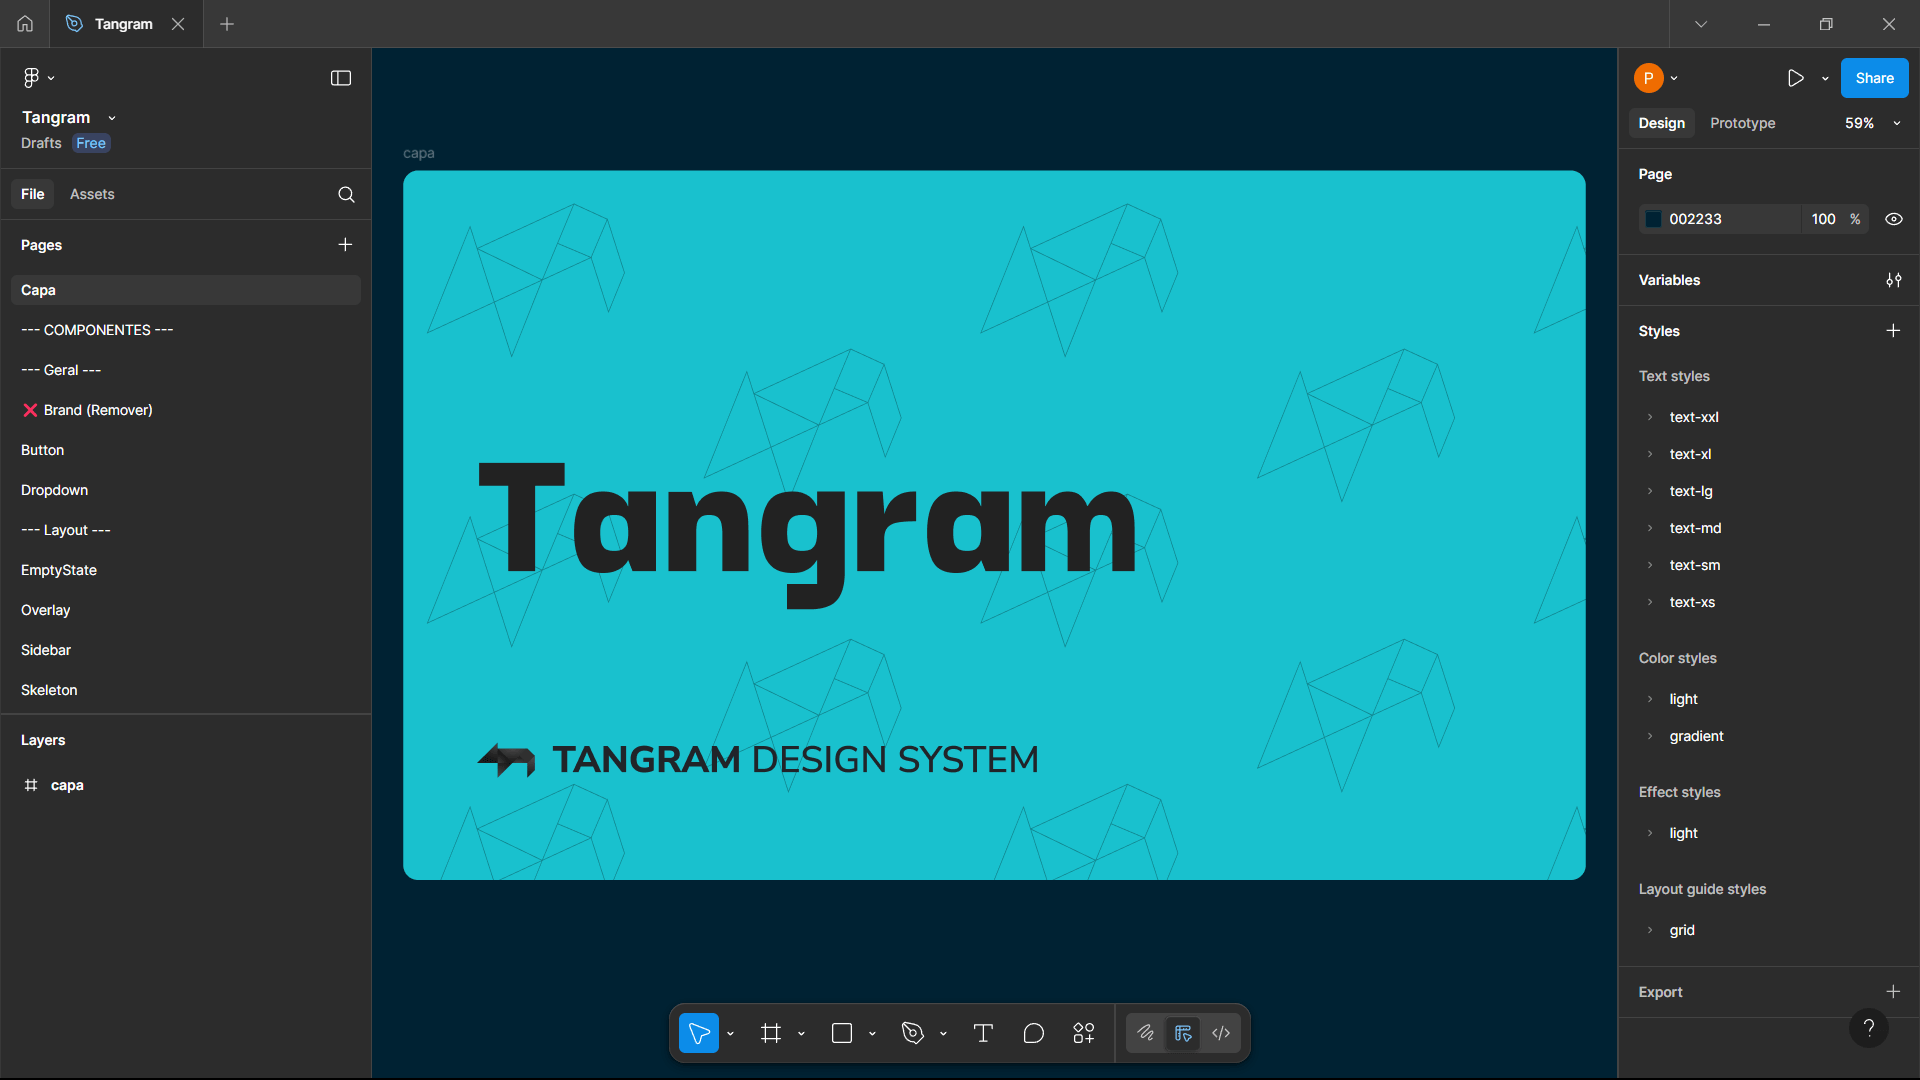 Tangram
Tangram
Drafts Free
File Assets
Pages
Capa
--- COMPONENTES ---
--- Geral ---
❌ Brand (Remover)
Button
Dropdown
--- Layout ---
EmptyState
Overlay
Sidebar
Skeleton
Layers
capa
capa
Tangram
TANGRAM DESIGN SYSTEM
P
Share
Design Prototype 59%
Page
002233 100 %
Variables
Styles
Text styles
text-xxl
text-xl
text-lg
text-md
text-sm
text-xs
Color styles
light
gradient
Effect styles
light
Layout guide styles
grid
Export
?